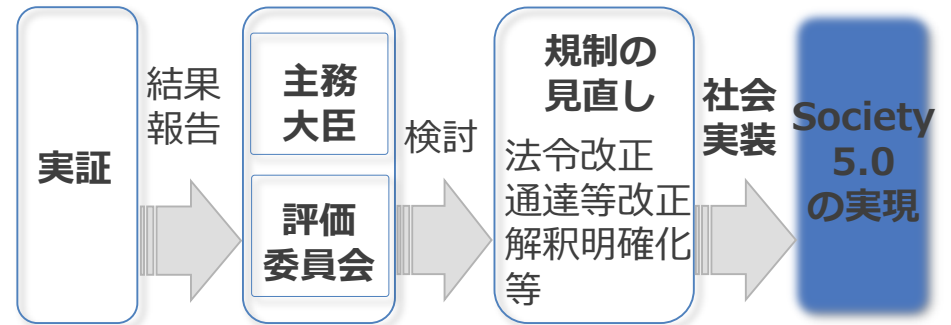 実証
結果
報告
主務
大臣
評価
委員会
検討
規制の
見直し
法令改正
通達等改正
解釈明確化
等
社会
実装
Society
5.0
の実現